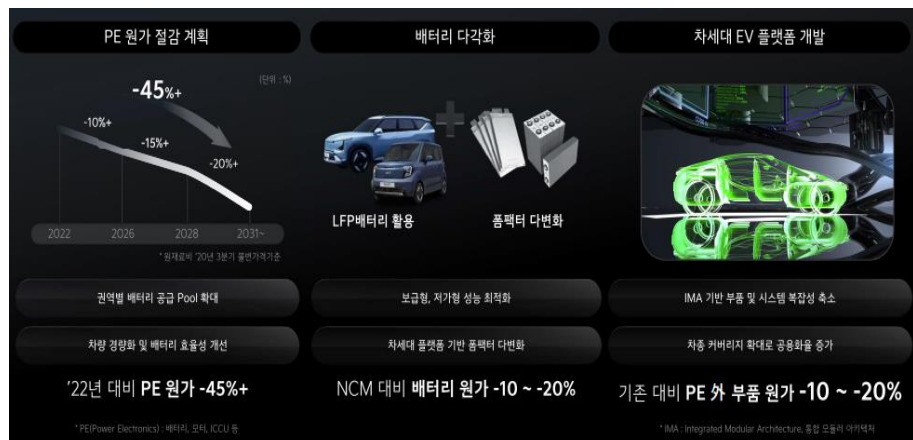 PE 원가 절감 계획
-45%+
(단위 : %)
-10%+
-15%+
-20%+
2022 2026 2028 2031~
*원재료비 '20년 3분기 불변가격기준
권역별 배터리 공급 Pool 확대
차량 경량화 및 배터리 효율성 개선
'22년 대비 PE 원가 -45%+
* PE(Power Electronics) : 배터리, 모터, ICCU 등
배터리 다각화
LFP배터리 활용
폼팩터 다변화
보급형, 저가형 성능 최적화
차세대 플랫폼 기반 폼팩터 다변화
NCM 대비 배터리 원가 -10 ~ -20%
차세대 EV 플랫폼 개발
IMA 기반 부품 및 시스템 복잡성 축소
차종 커버리지 확대로 공용화율 증가
기존 대비 PE 外 부품 원가 -10 ~ -20%
* IMA : Integrated Modular Architecture, 통합 모듈러 아키텍처